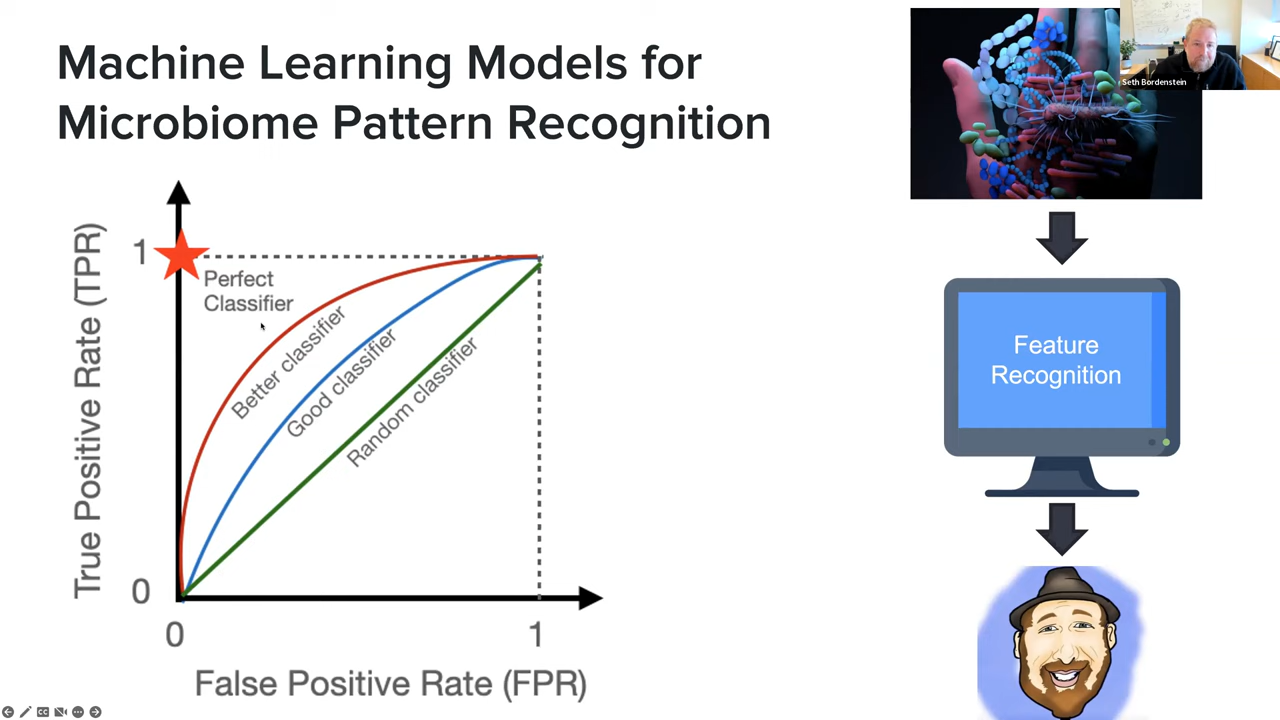 Machine Learning Models for
Microbiome Pattern Recognition
Seth Bordenstein
True Positive Rate (TPR)
1
0
Perfect
Classifier
Better classifier
Good classifier
Random classifier
0
1
False Positive Rate (FPR)
Feature
Recognition